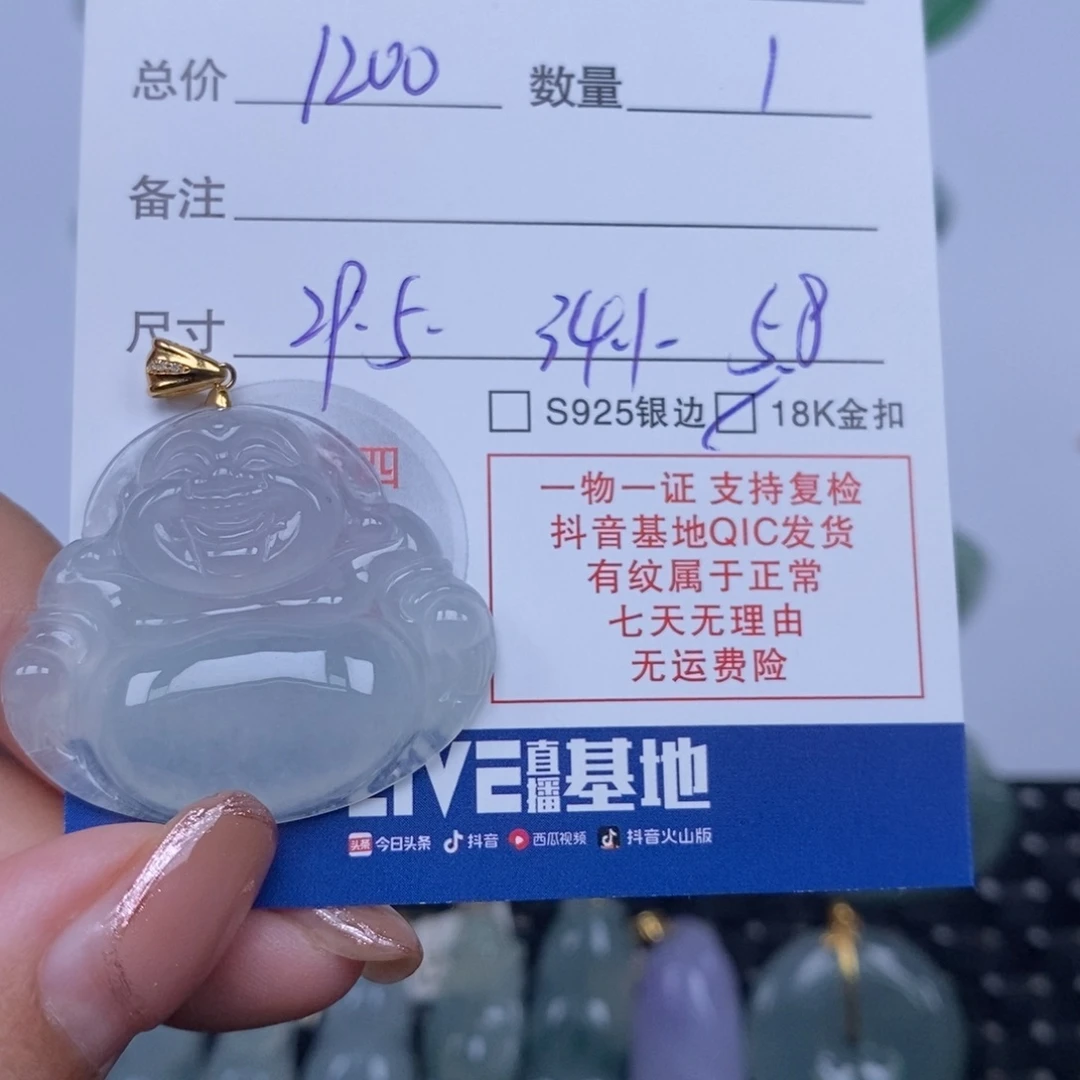 总价 1200 数量 1
备注
尺寸 29.5- 34.1- 5.8
S925银边 18K金扣
四
一物一证 支持复检
抖音基地QIC发货
有纹属于正常
七天无理由
无运费险
LIVE直播基地
头条 今日头条 抖音 西瓜视频 抖音火山版